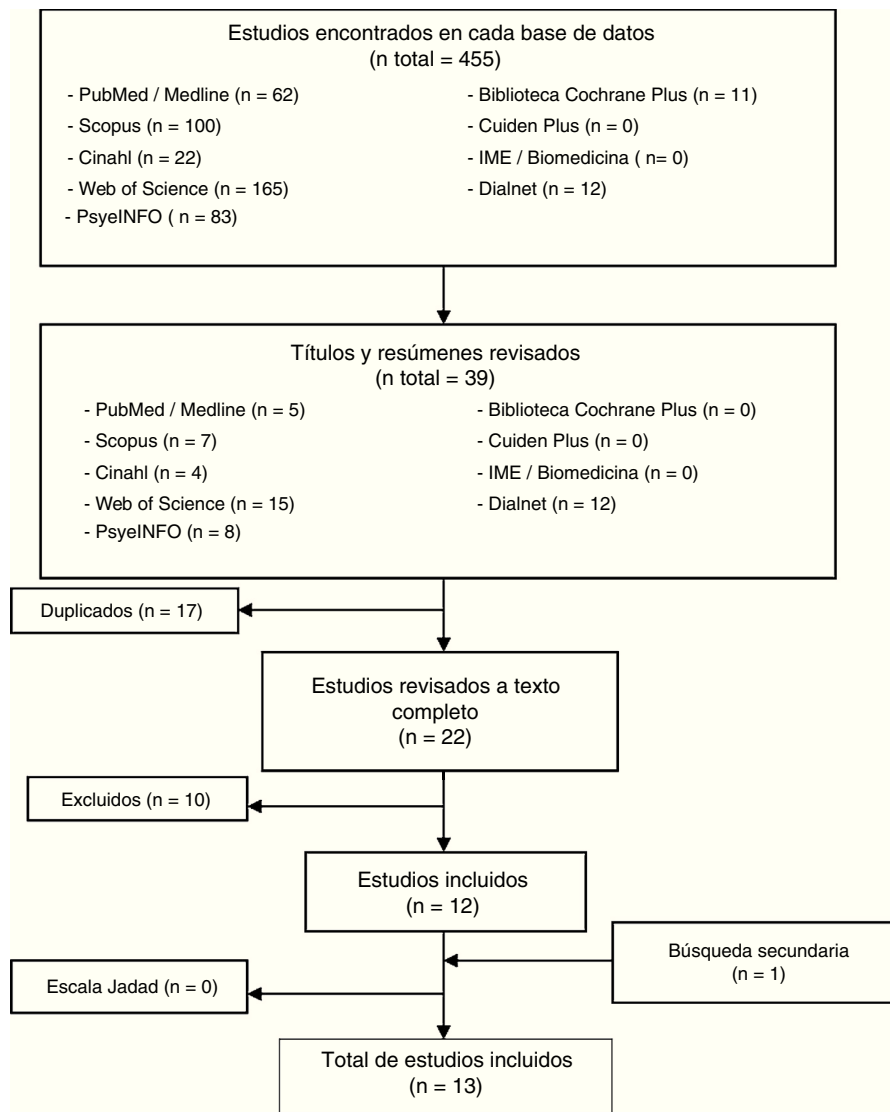 Estudios encontrados en cada base de datos
(n total = 455)
- PubMed / Medline (n = 62)
- Scopus (n = 100)
- Cinahl (n = 22)
- Web of Science (n = 165)
- PsyeINFO ( n = 83)
- Biblioteca Cochrane Plus (n = 11)
- Cuiden Plus (n = 0)
- IME / Biomedicina ( n= 0)
- Dialnet (n = 12)
Títulos y resúmenes revisados
(n total = 39)
- PubMed / Medline (n = 5)
- Scopus (n = 7)
- Cinahl (n = 4)
- Web of Science (n = 15)
- PsyeINFO (n = 8)
- Biblioteca Cochrane Plus (n = 0)
- Cuiden Plus (n = 0)
- IME / Biomedicina (n = 0)
- Dialnet (n = 12)
Duplicados (n = 17)
Estudios revisados a texto
completo
(n = 22)
Excluidos (n = 10)
Estudios incluidos
(n = 12)
Búsqueda secundaria
(n = 1)
Escala Jadad (n = 0)
Total de estudios incluidos
(n = 13)